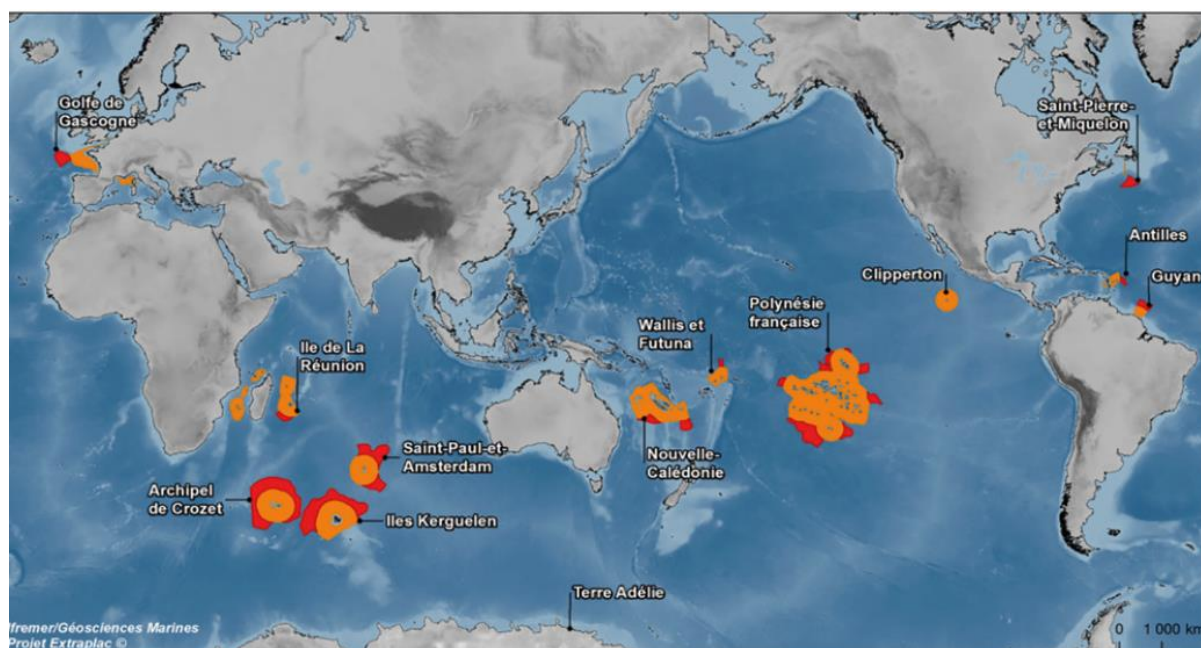 Golfe de
Gascogne
Saint-Pierre-
et-Miquelon
Antilles
Guyan
Clipperton
Polynésie
française
Wallis et
Futuna
Ile de La
Réunion
Nouvelle-
Calédonie
Saint-Paul-et-
Amsterdam
Archipel
de Crozet
Iles Kerguelen
Terre Adélie
Ifremer/Géosciences Marines
Projet Extraplac ©
0 1 000 km